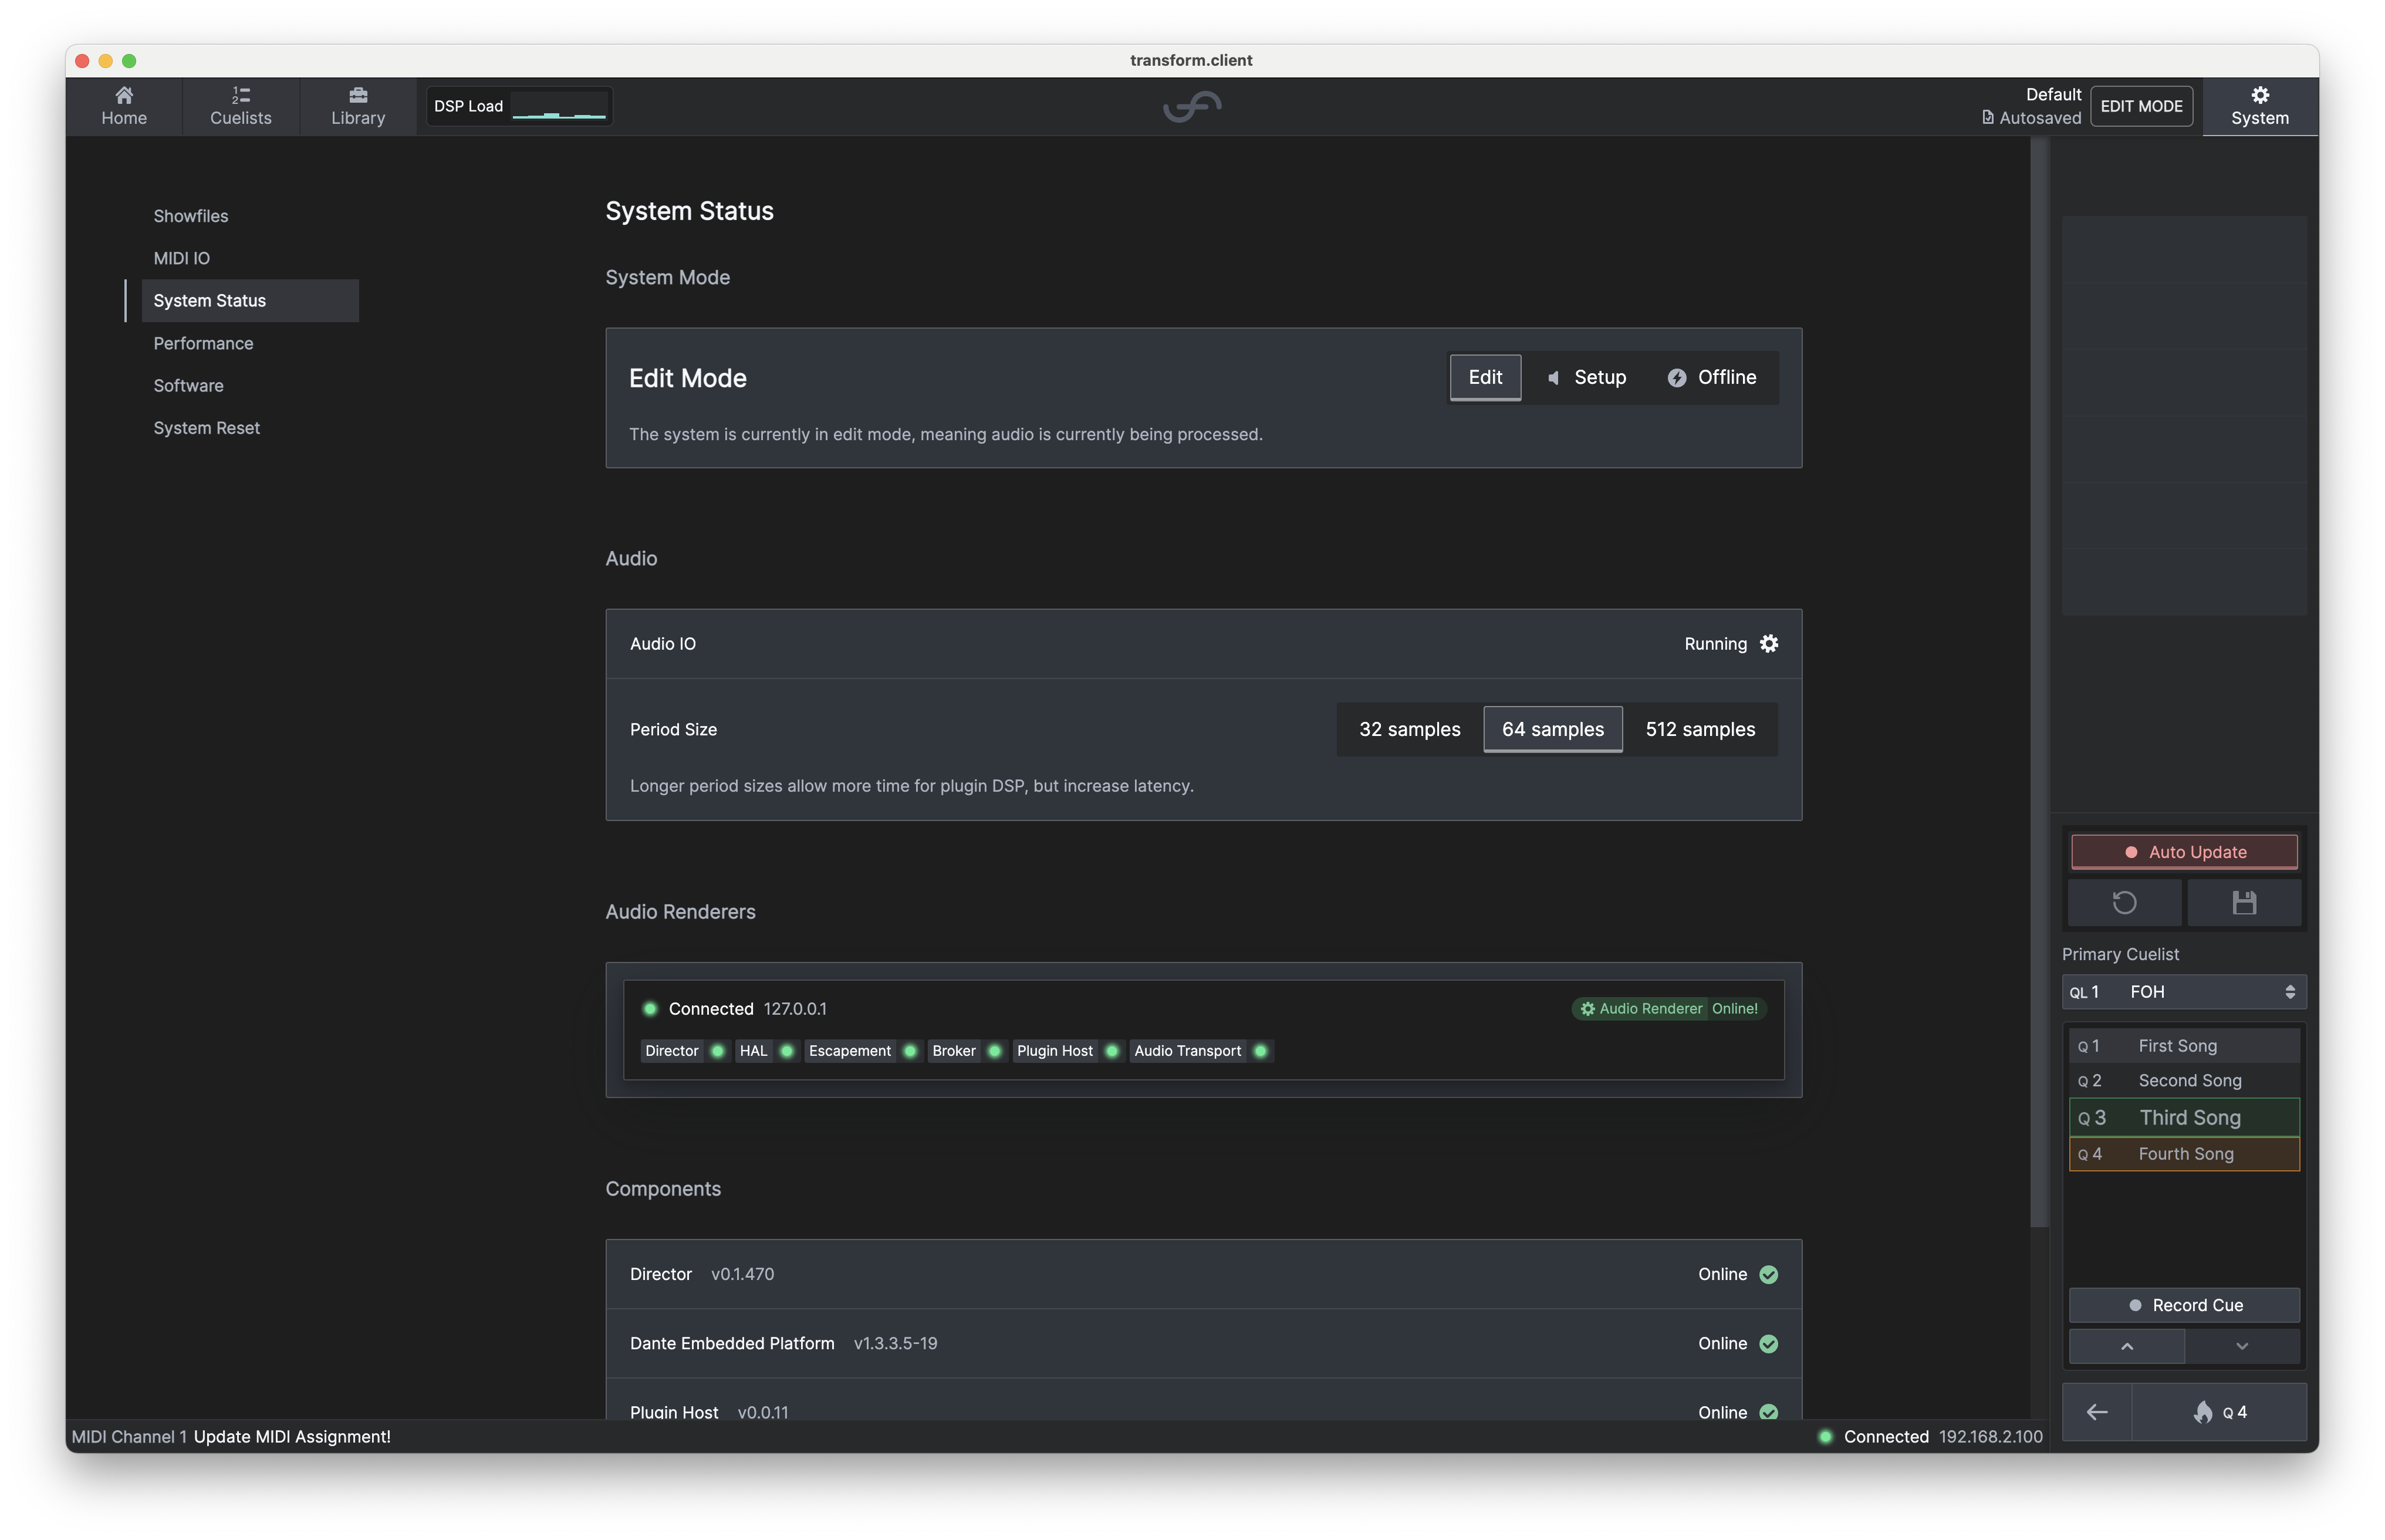 transform.client
Home
Cuelists
Library
DSP Load
Default
Autosaved
EDIT MODE
System
Showfiles
MIDI IO
System Status
Performance
Software
System Reset
System Status
System Mode
Edit Mode
Edit
Setup
Offline
The system is currently in edit mode, meaning audio is currently being processed.
Audio
Audio IO
Running
Period Size
32 samples
64 samples
512 samples
Longer period sizes allow more time for plugin DSP, but increase latency.
Audio Renderers
Connected 127.0.0.1
Audio Renderer Online!
Director
HAL
Escapement
Broker
Plugin Host
Audio Transport
Components
Director v0.1.470
Online
Dante Embedded Platform v1.3.3.5-19
Online
Plugin Host v0.0.11
Online
Auto Update
Primary Cuelist
QL 1 FOH
Q 1 First Song
Q 2 Second Song
Q 3 Third Song
Q 4 Fourth Song
Record Cue
Q 4
MIDI Channel 1 Update MIDI Assignment!
Connected 192.168.2.100